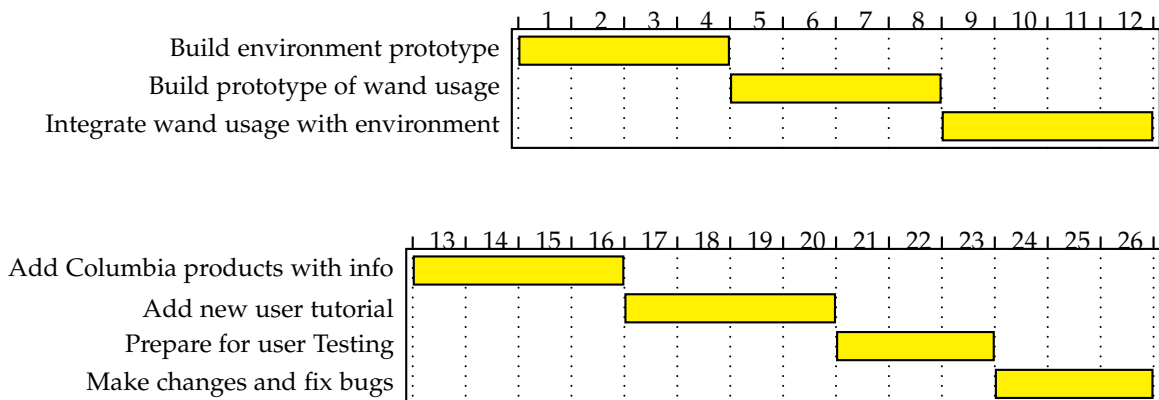 1 2 3 4 5 6 7 8 9 10 11 12
Build environment prototype
Build prototype of wand usage
Integrate wand usage with environment
13 14 15 16 17 18 19 20 21 22 23 24 25 26
Add Columbia products with info
Add new user tutorial
Prepare for user Testing
Make changes and fix bugs